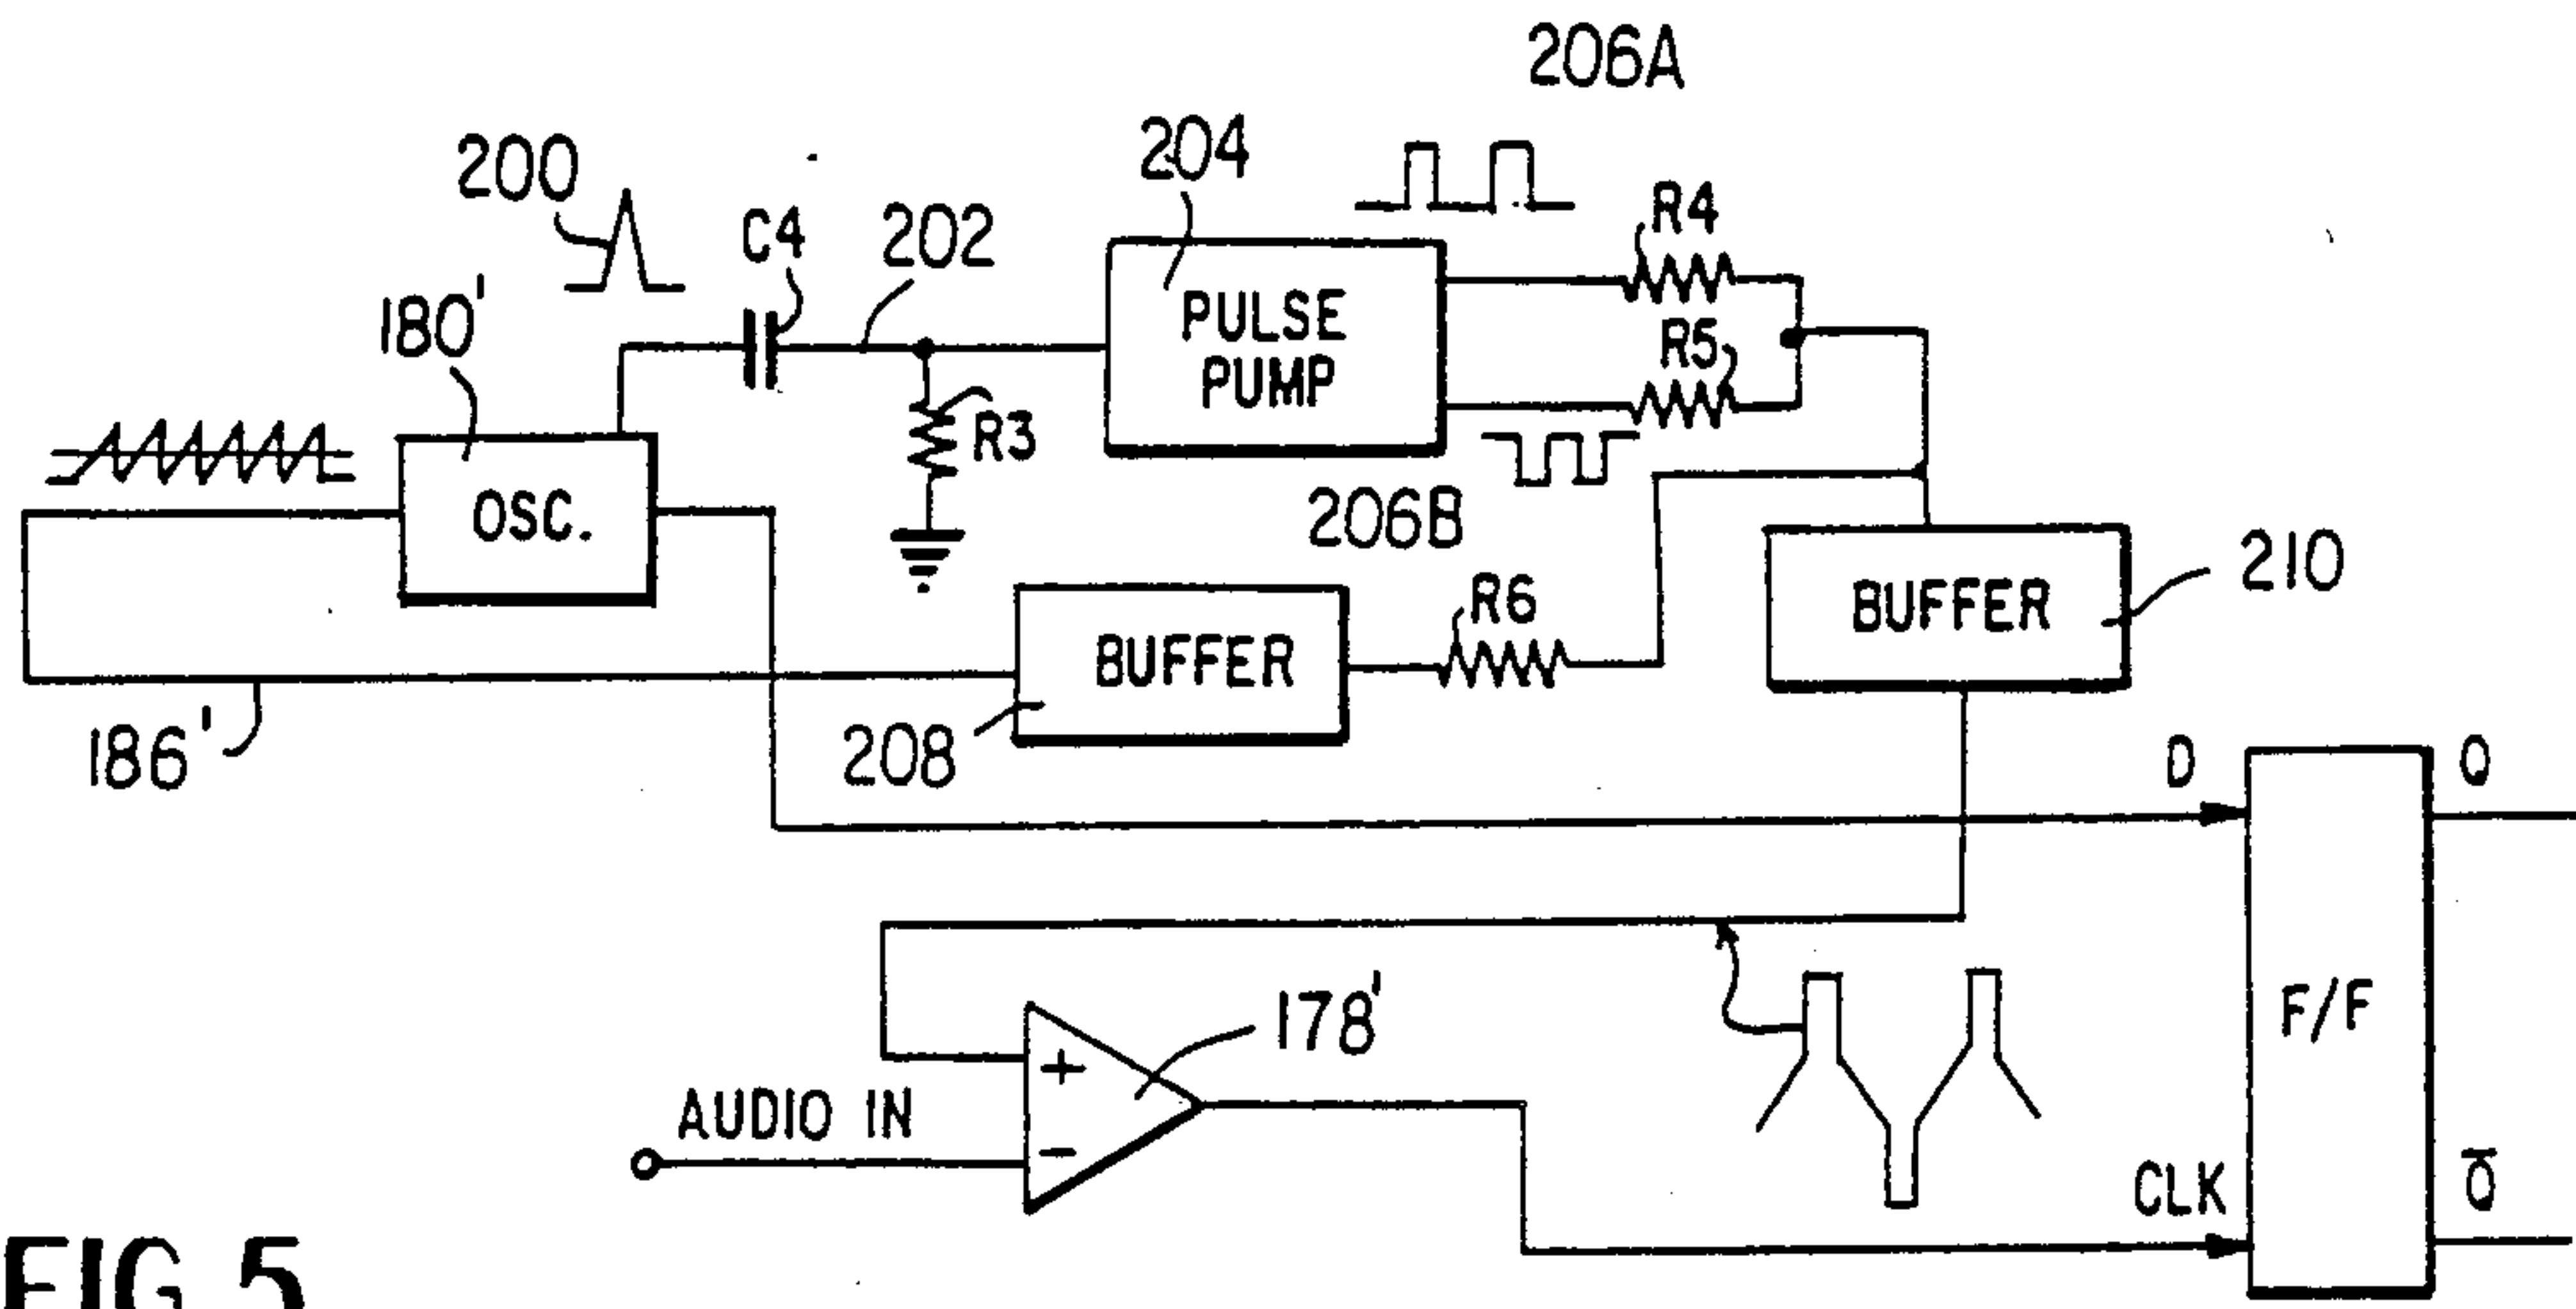 206A
200
204
C4
202
R4
180'
PULSE
PUMP
R5
R3
OSC.
206B
R6
210
BUFFER
BUFFER
186'
208
D
Q
178'
+
AUDIO IN
−
F/F
CLK
Q̅
FIG. 5